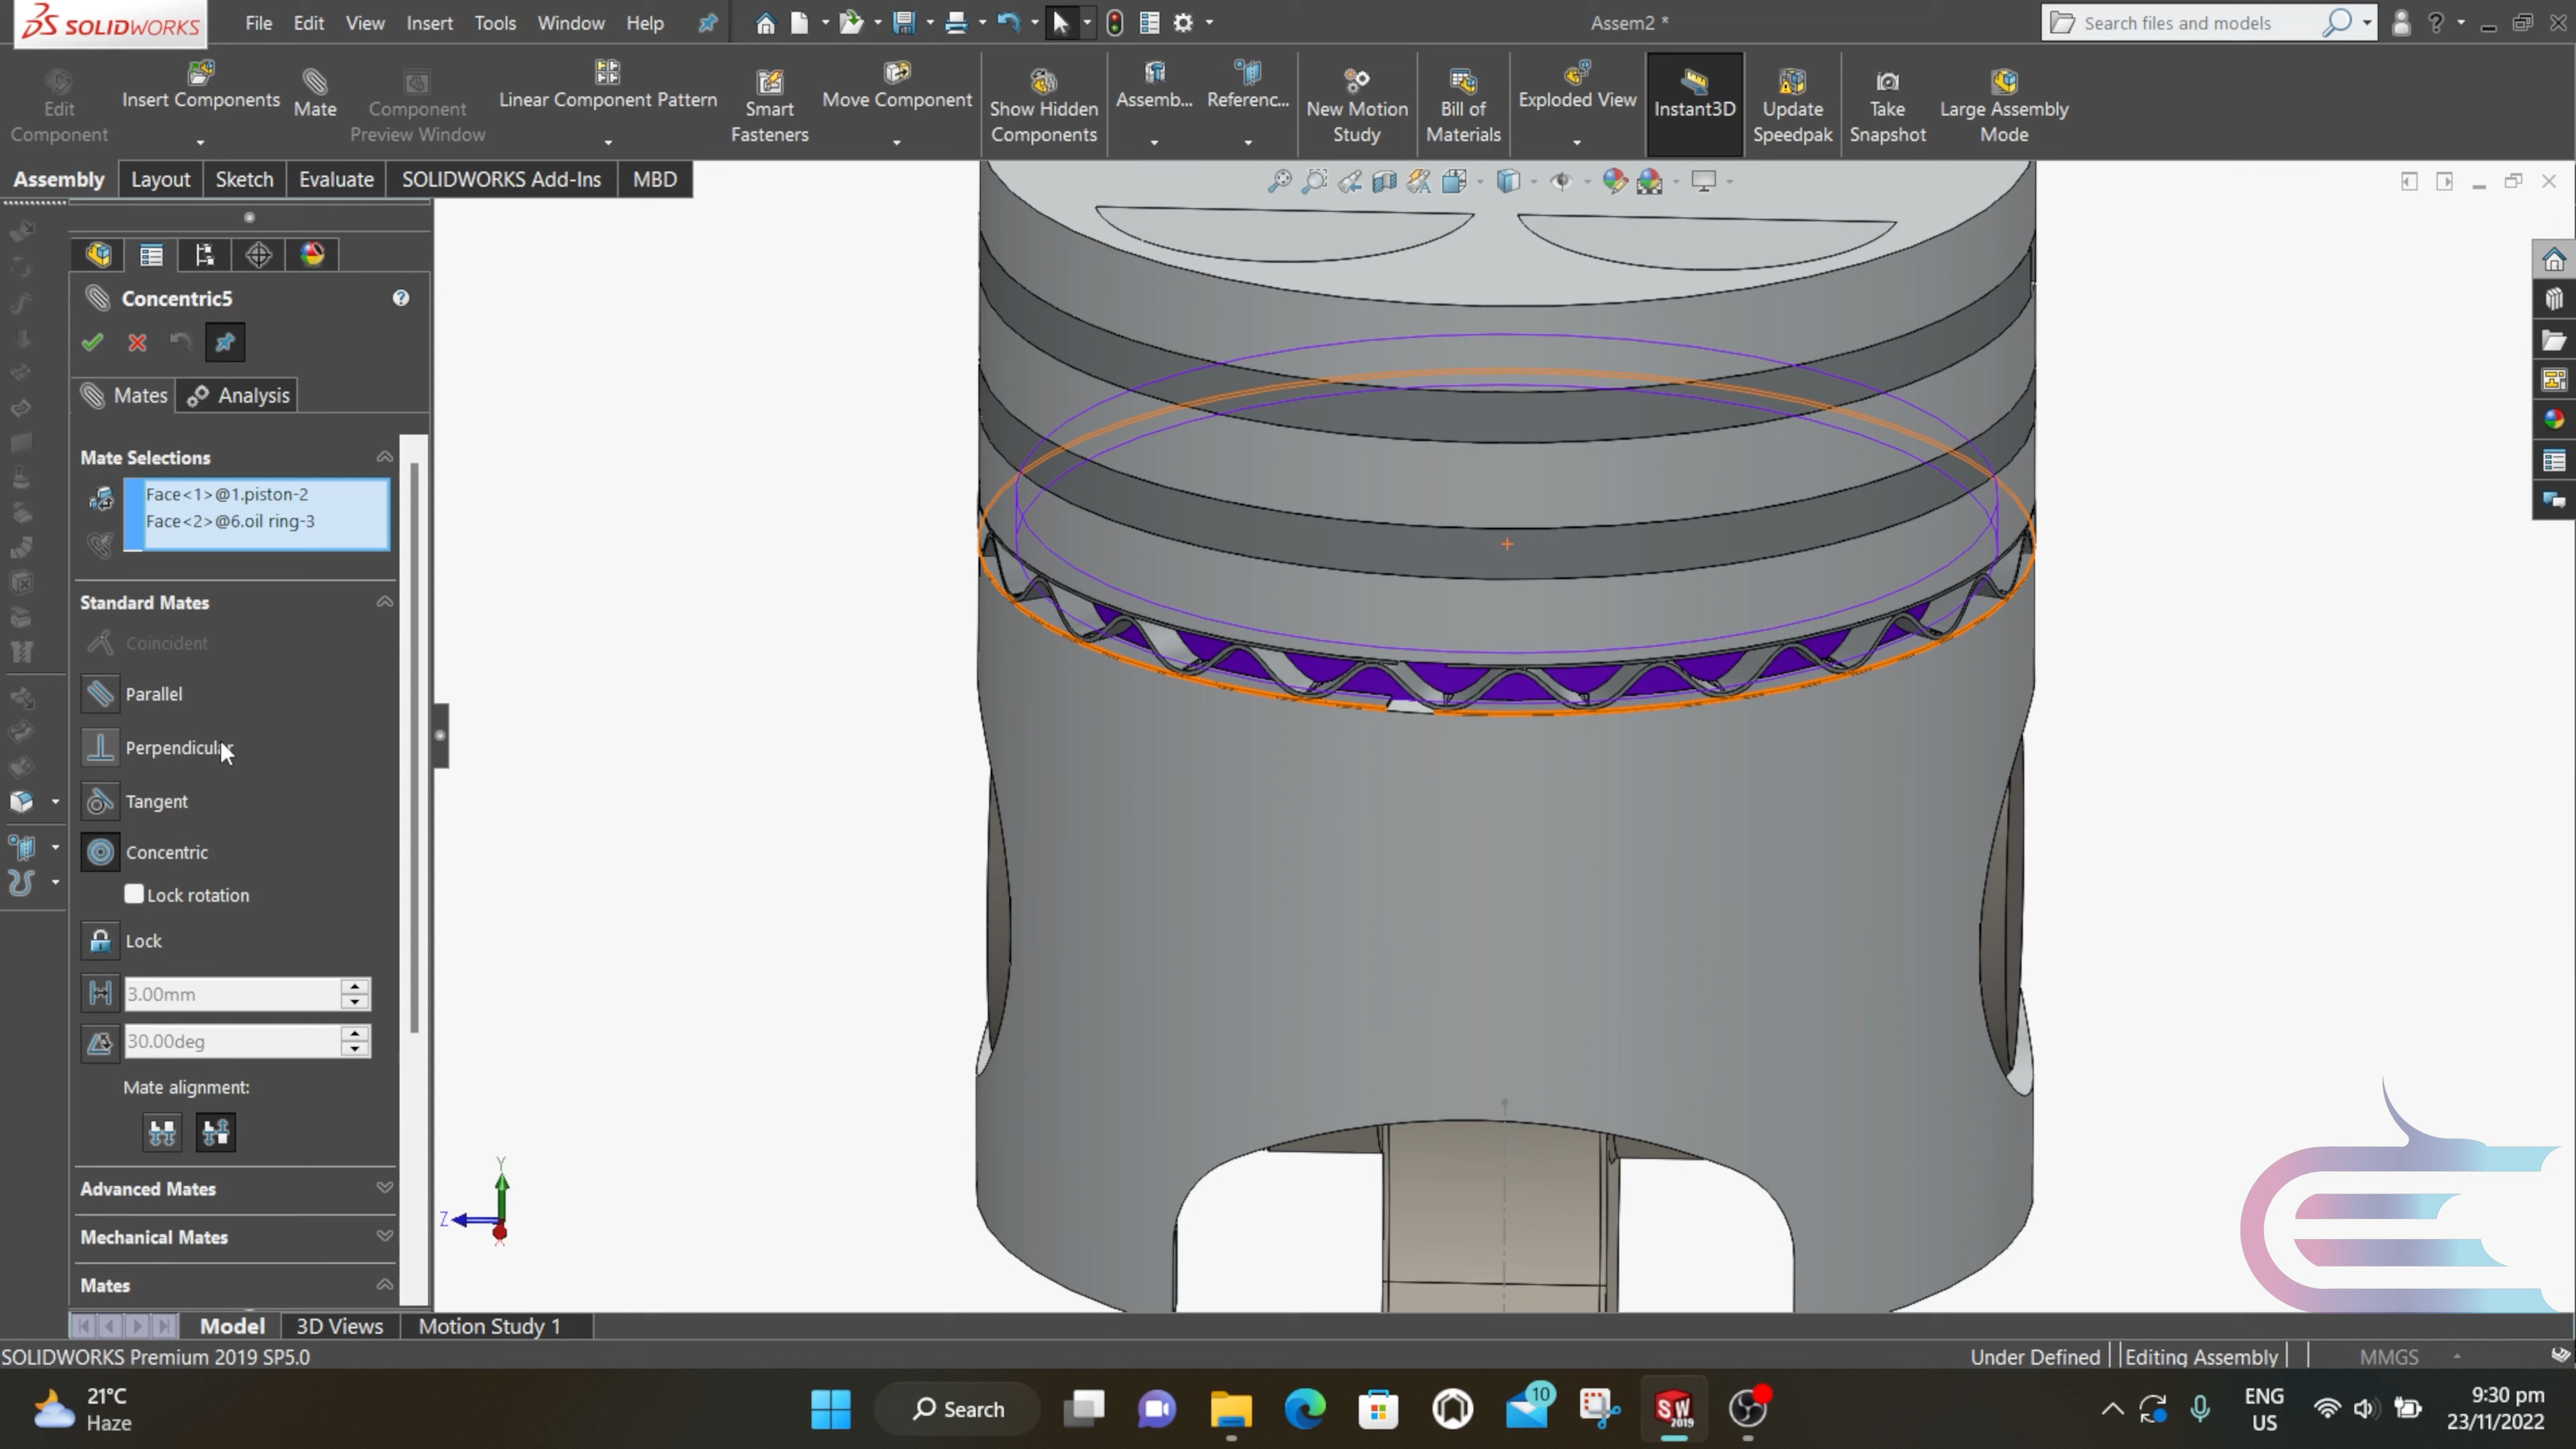 SOLIDWORKS
File Edit View Insert Tools Window Help
Assem2 *
Search files and models
Edit Component
Insert Components
Mate
Component Preview Window
Linear Component Pattern
Smart Fasteners
Move Component
Show Hidden Components
Assemb...
Referenc...
New Motion Study
Bill of Materials
Exploded View
Instant3D
Update Speedpak
Take Snapshot
Large Assembly Mode
Assembly Layout Sketch Evaluate SOLIDWORKS Add-Ins MBD
Concentric5
Mates Analysis
Mate Selections
Face<1>@1.piston-2
Face<2>@6.oil ring-3
Standard Mates
Coincident
Parallel
Perpendicular
Tangent
Concentric
Lock rotation
Lock
3.00mm
30.00deg
Mate alignment:
Advanced Mates
Mechanical Mates
Mates
Y
Z
X
Model 3D Views Motion Study 1
SOLIDWORKS Premium 2019 SP5.0
Under Defined Editing Assembly MMGS
21°C
Haze
Search
10
SW
2019
ENG
US
9:30 pm
23/11/2022